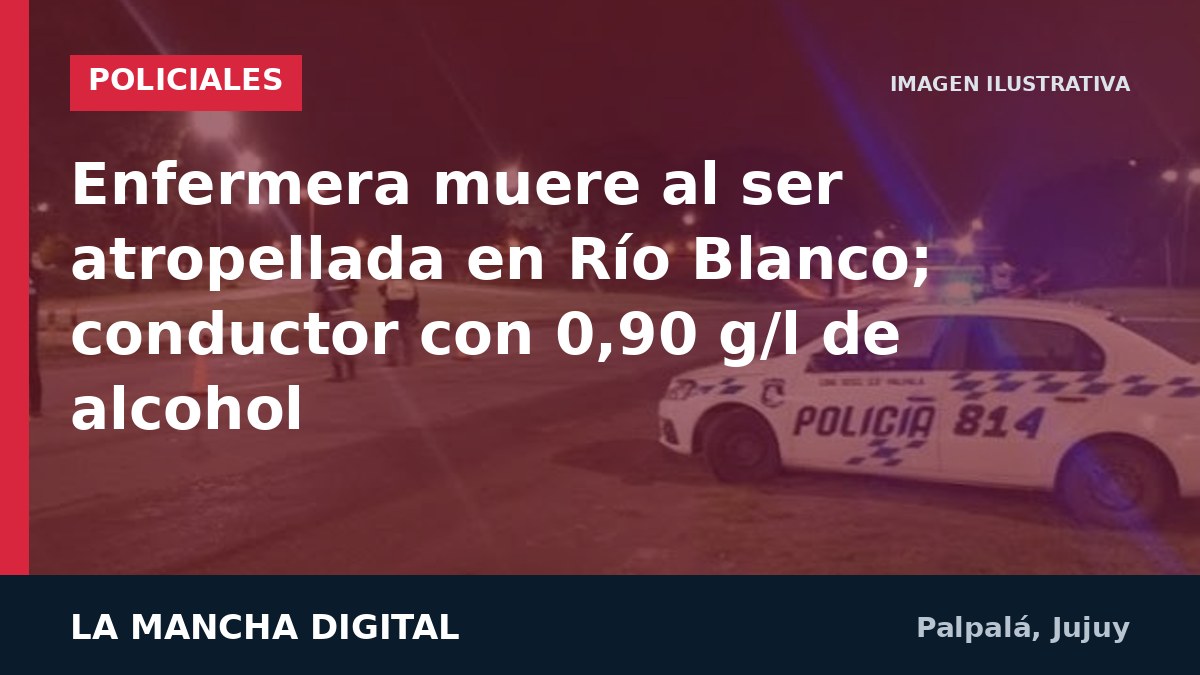 POLICIALES
IMAGEN ILUSTRATIVA
Enfermera muere al ser
atropellada en Río Blanco;
conductor con 0,90 g/l de
alcohol
POLICIA 814
LA MANCHA DIGITAL
Palpalá, Jujuy